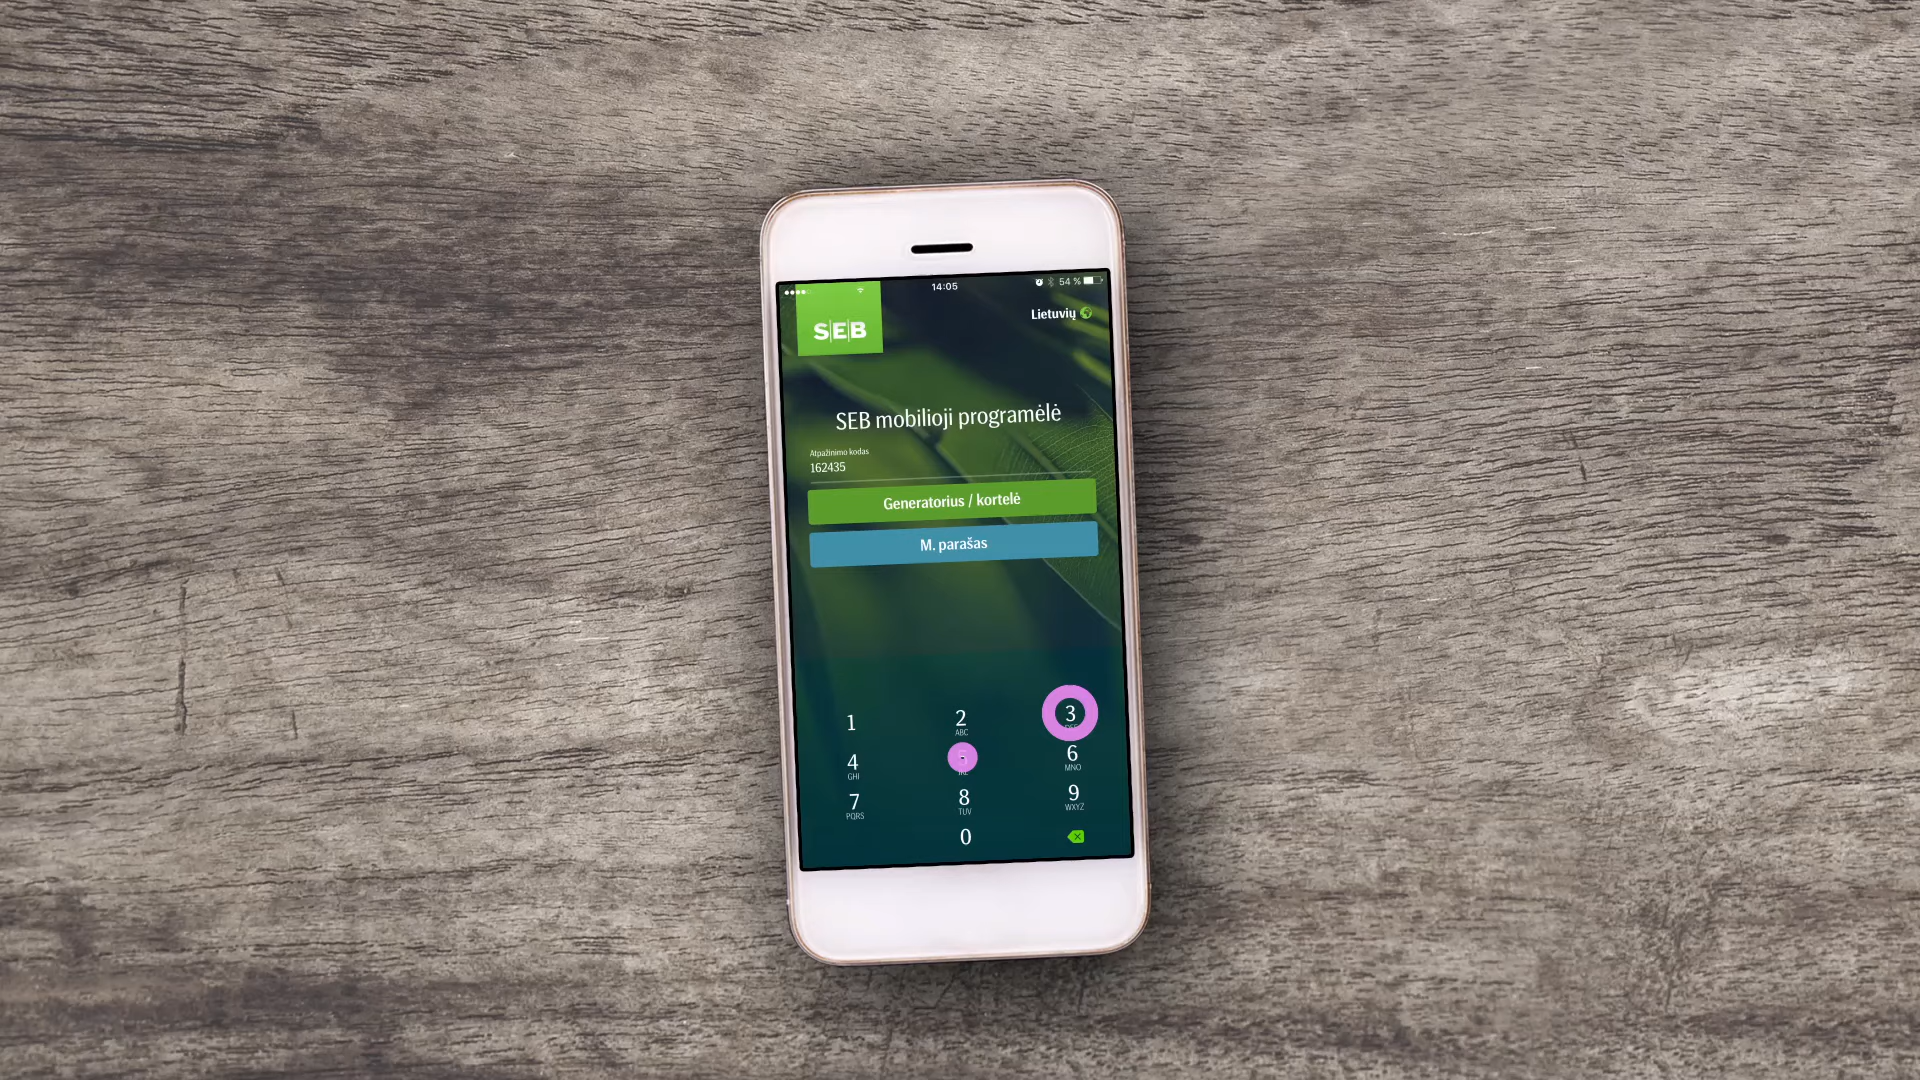 14:05
54 %
SEB
Lietuvių
SEB mobilioji programėlė
Atpažinimo kodas
162435
Generatorius / kortelė
M. parašas
1
2
ABC
3
4
GHI
6
MNO
7
PQRS
8
TUV
9
WXYZ
0